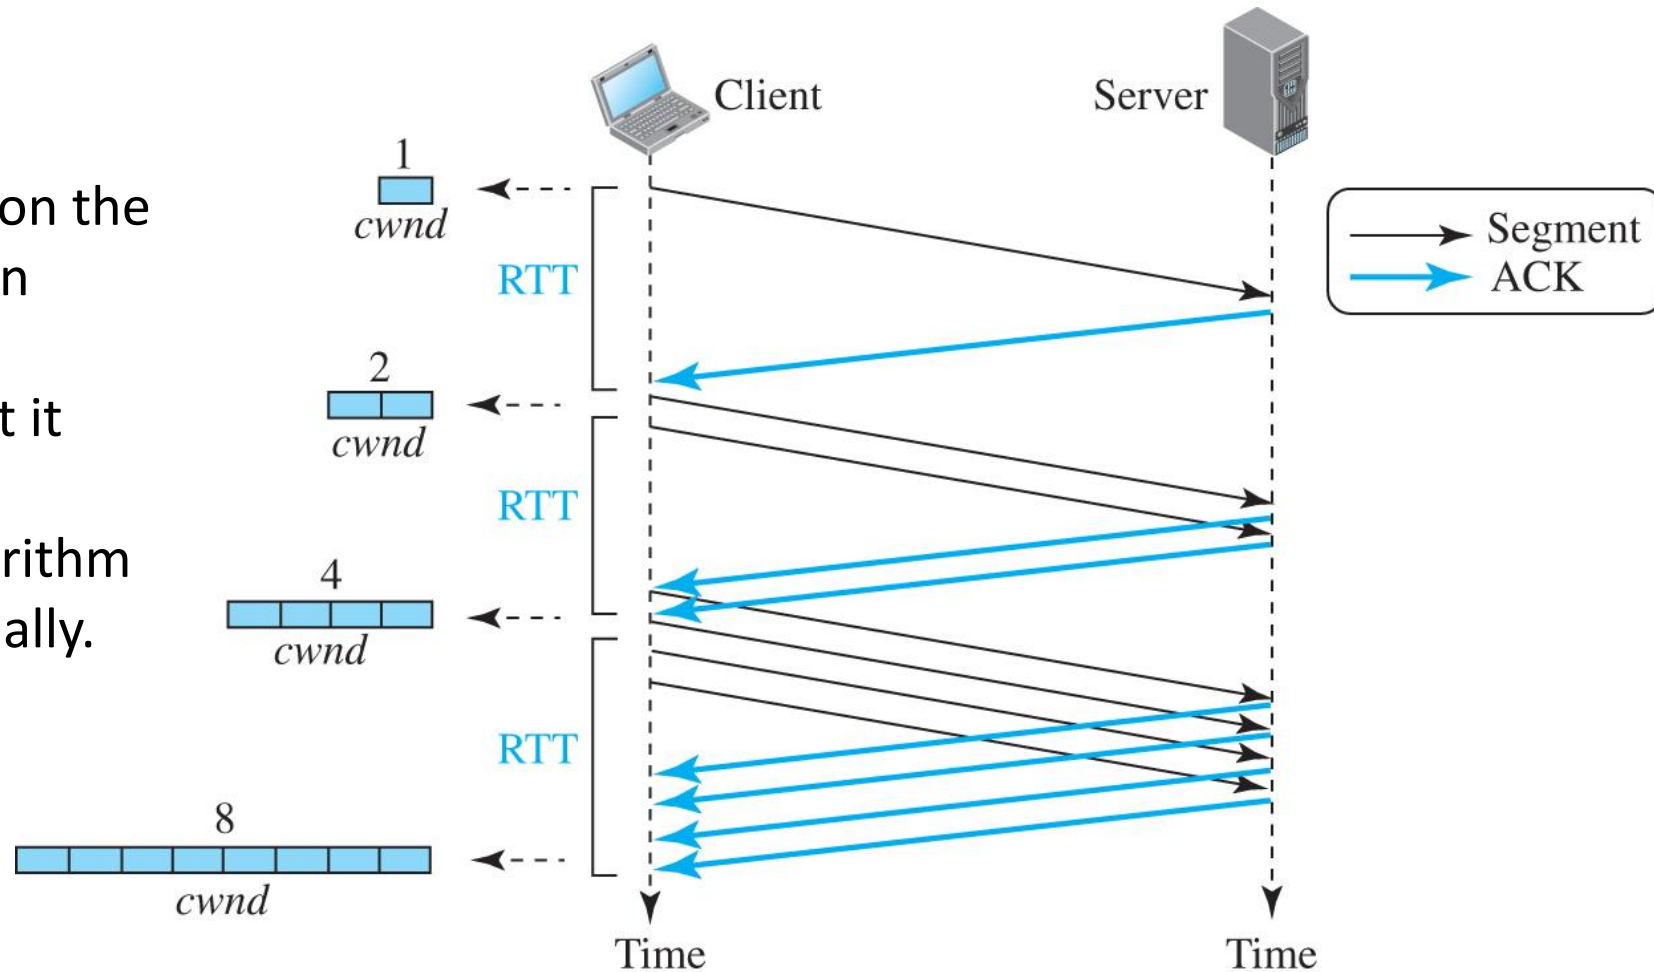 on the
n
t it
rithm
ally.
Client
Server
Segment
ACK
1
cwnd
RTT
2
cwnd
RTT
4
cwnd
RTT
8
cwnd
Time
Time